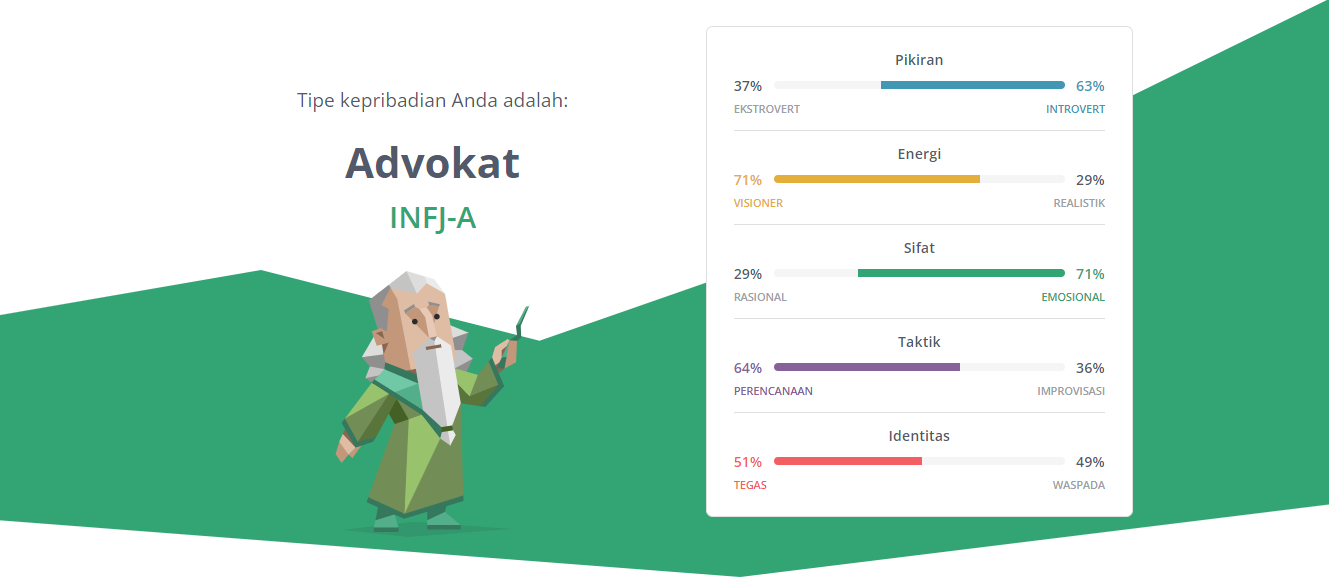 Tipe kepribadian Anda adalah:
Advokat
INFJ-A
Pikiran
37% 63%
EKSTROVERT INTROVERT
Energi
71% 29%
VISIONER REALISTIK
Sifat
29% 71%
RASIONAL EMOSIONAL
Taktik
64% 36%
PERENCANAAN IMPROVISASI
Identitas
51% 49%
TEGAS WASPADA